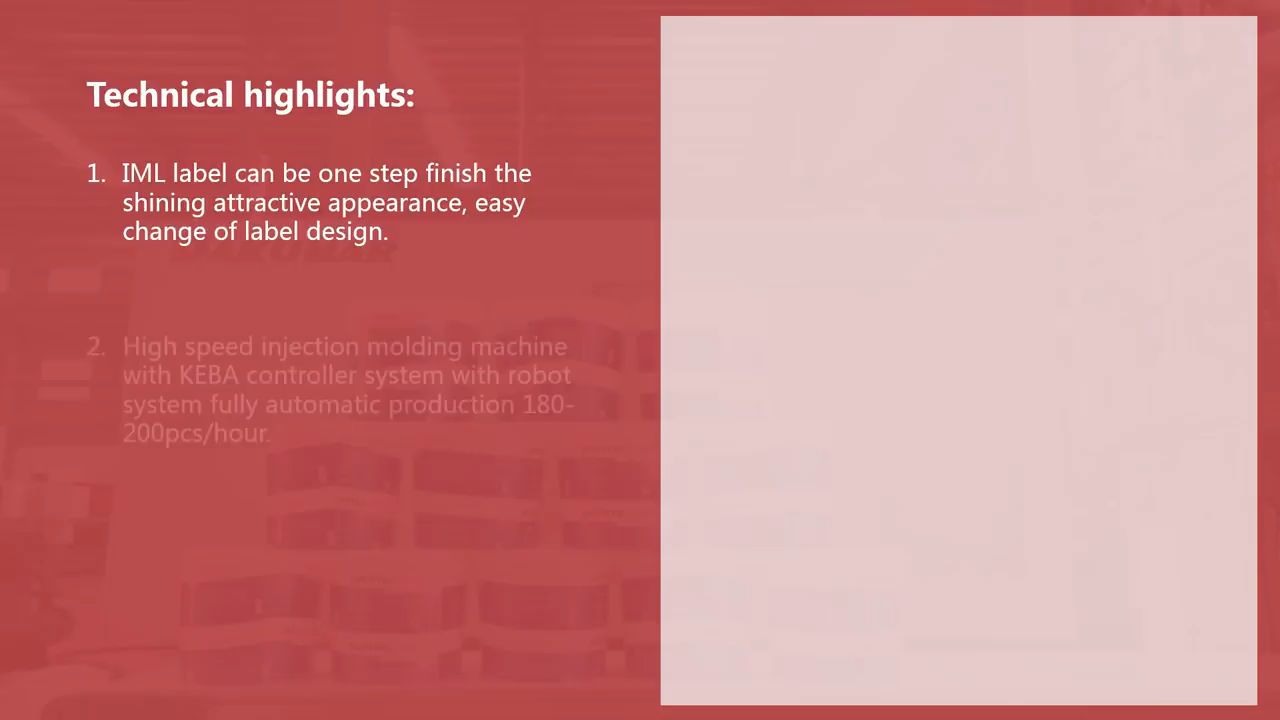 Technical highlights:
1. IML label can be one step finish the
shining attractive appearance, easy
change of label design.
2. High speed injection molding machine
with KEBA controller system with robot
system fully automatic production 180-
200pcs/hour.